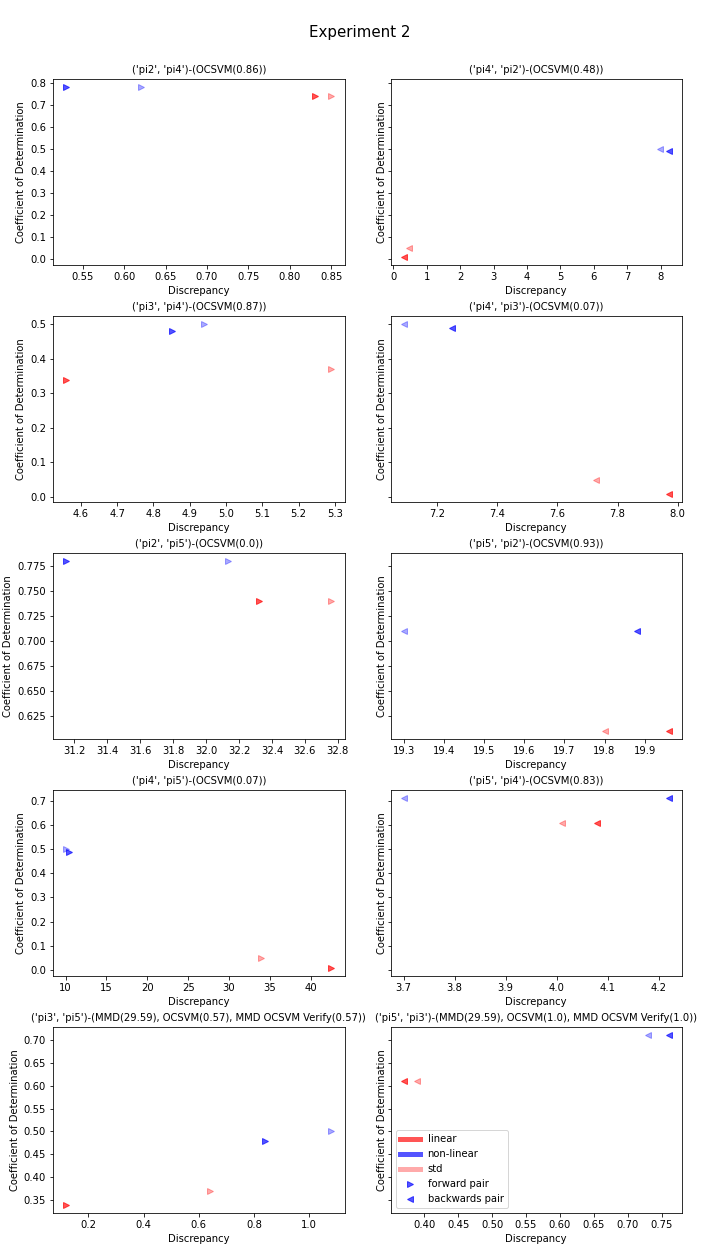 Experiment 2
('pi2', 'pi4')-(OCSVM(0.86))
('pi4', 'pi2')-(OCSVM(0.48))
Coefficient of Determination
0.8
0.7
0.6
0.5
0.4
0.3
0.2
0.1
0.0
0.55 0.60 0.65 0.70 0.75 0.80 0.85
Discrepancy
Coefficient of Determination
0 1 2 3 4 5 6 7 8
Discrepancy
('pi3', 'pi4')-(OCSVM(0.87))
('pi4', 'pi3')-(OCSVM(0.07))
Coefficient of Determination
0.5
0.4
0.3
0.2
0.1
0.0
4.6 4.7 4.8 4.9 5.0 5.1 5.2 5.3
Discrepancy
Coefficient of Determination
7.2 7.4 7.6 7.8 8.0
Discrepancy
('pi2', 'pi5')-(OCSVM(0.0))
('pi5', 'pi2')-(OCSVM(0.93))
Coefficient of Determination
0.775
0.750
0.725
0.700
0.675
0.650
0.625
31.2 31.4 31.6 31.8 32.0 32.2 32.4 32.6 32.8
Discrepancy
Coefficient of Determination
19.3 19.4 19.5 19.6 19.7 19.8 19.9
Discrepancy
('pi4', 'pi5')-(OCSVM(0.07))
('pi5', 'pi4')-(OCSVM(0.83))
Coefficient of Determination
0.7
0.6
0.5
0.4
0.3
0.2
0.1
0.0
10 15 20 25 30 35 40
Discrepancy
Coefficient of Determination
3.7 3.8 3.9 4.0 4.1 4.2
Discrepancy
('pi3', 'pi5')-(MMD(29.59), OCSVM(0.57), MMD OCSVM Verify(0.57))
('pi5', 'pi3')-(MMD(29.59), OCSVM(1.0), MMD OCSVM Verify(1.0))
Coefficient of Determination
0.70
0.65
0.60
0.55
0.50
0.45
0.40
0.35
0.2 0.4 0.6 0.8 1.0
Discrepancy
Coefficient of Determination
linear
non-linear
std
forward pair
backwards pair
0.40 0.45 0.50 0.55 0.60 0.65 0.70 0.75
Discrepancy